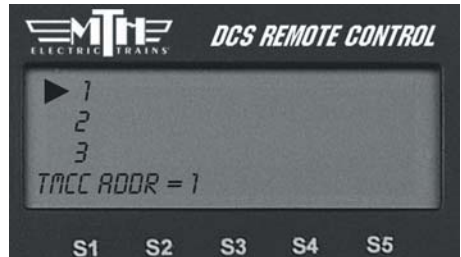 MTH
ELECTRIC TRAINS
DCS REMOTE CONTROL
1
2
3
TMCC ADDR = 1
S1 S2 S3 S4 S5